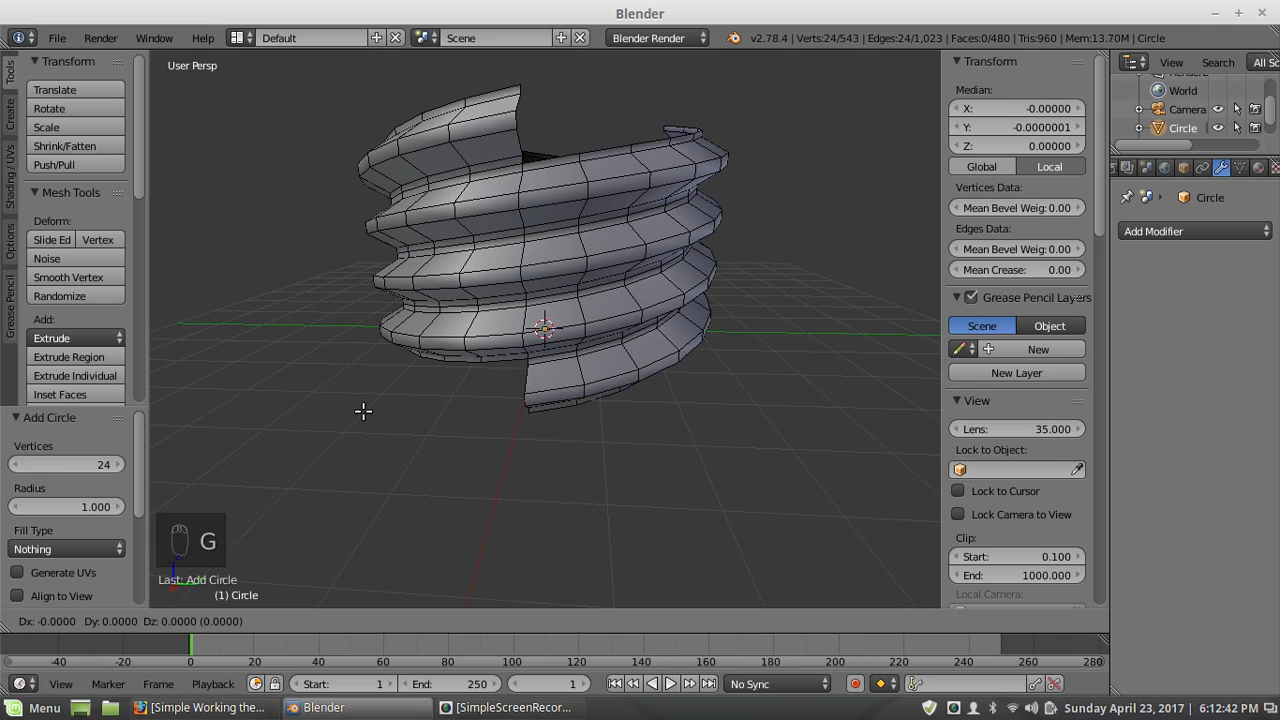 Blender
File Render Window Help Default Scene Blender Render v2.78.4 | Verts:24/543 | Edges:24/1,023 | Faces:0/480 | Tris:960 | Mem:13.70M | Circle
Tools
Create
Shading / UVs
Options
Grease Pencil
Transform
Translate
Rotate
Scale
Shrink/Fatten
Push/Pull
Mesh Tools
Deform:
Slide Ed Vertex
Noise
Smooth Vertex
Randomize
Add:
Extrude
Extrude Region
Extrude Individual
Inset Faces
Add Circle
Vertices
24
Radius
1.000
Fill Type
Nothing
Generate UVs
Align to View
User Persp
G
Last: Add Circle
(1) Circle
Transform
Median:
X: -0.00000
Y: -0.0000001
Z: 0.00000
Global Local
Vertices Data:
Mean Bevel Weig: 0.00
Edges Data:
Mean Bevel Weig: 0.00
Mean Crease: 0.00
Grease Pencil Layers
Scene Object
New
New Layer
View
Lens: 35.000
Lock to Object:
Lock to Cursor
Lock Camera to View
Clip:
Start: 0.100
End: 1000.000
Local Camera:
View Search All Sc
World
Camera
Circle
Circle
Add Modifier
Dx: -0.0000 Dy: 0.0000 Dz: 0.0000 (0.0000)
-40 -20 0 20 40 60 80 100 120 140 160 180 200 220 240 260 280
View Marker Frame Playback Start: 1 End: 250 1 No Sync
Menu [Simple Working the... Blender [SimpleScreenRecor... Sunday April 23, 2017 6:12:42 PM